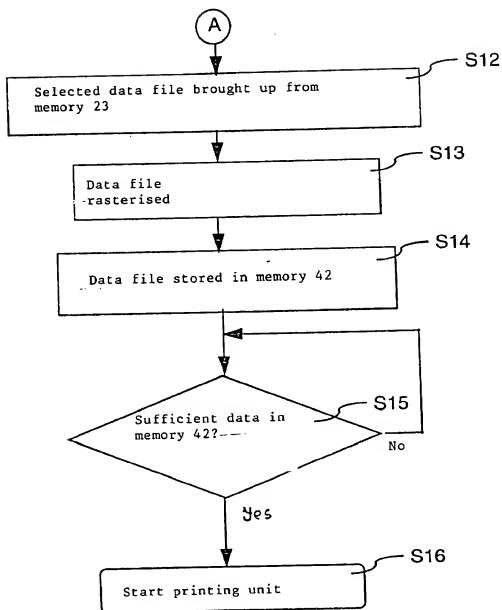 A
S12
Selected data file brought up from
memory 23
S13
Data file
rasterised
S14
Data file stored in memory 42
S15
Sufficient data in
memory 42?
No
Yes
S16
Start printing unit